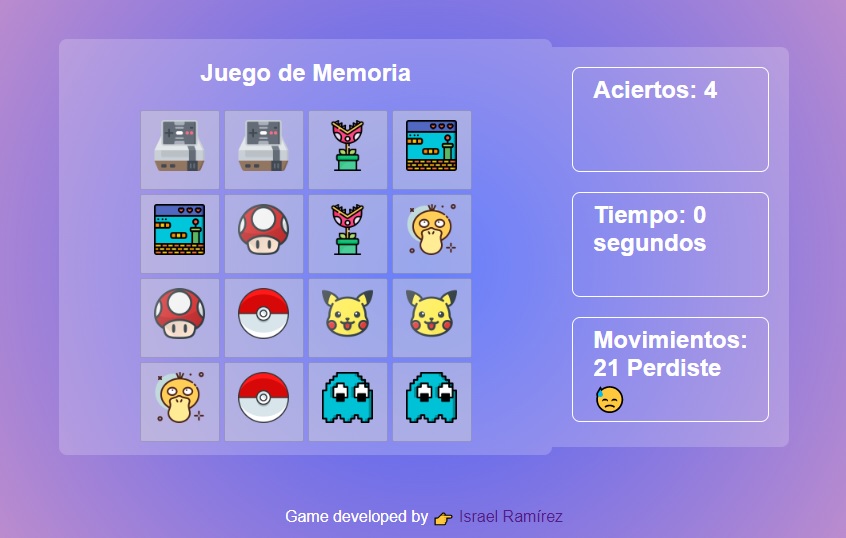 Juego de Memoria
Aciertos: 4
Tiempo: 0
segundos
Movimientos:
21 Perdiste
😓
Game developed by 👉 Israel Ramírez